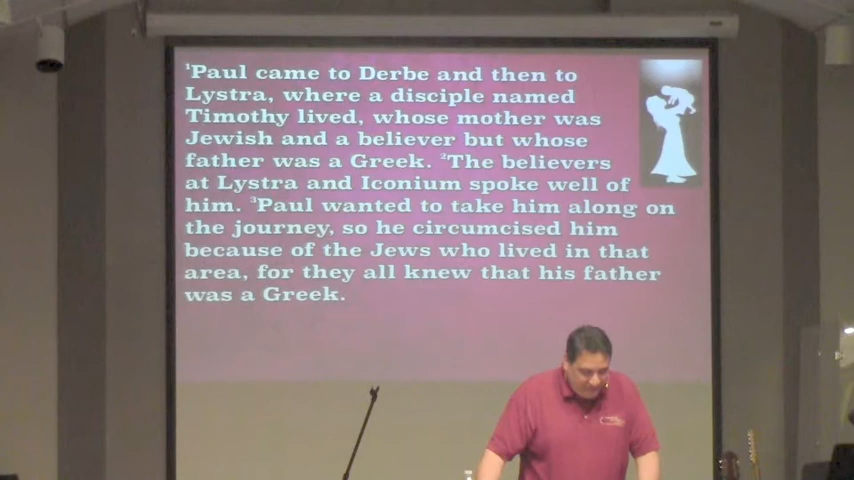 ¹Paul came to Derbe and then to
Lystra, where a disciple named
Timothy lived, whose mother was
Jewish and a believer but whose
father was a Greek. ²The believers
at Lystra and Iconium spoke well of
him. ³Paul wanted to take him along on
the journey, so he circumcised him
because of the Jews who lived in that
area, for they all knew that his father
was a Greek.